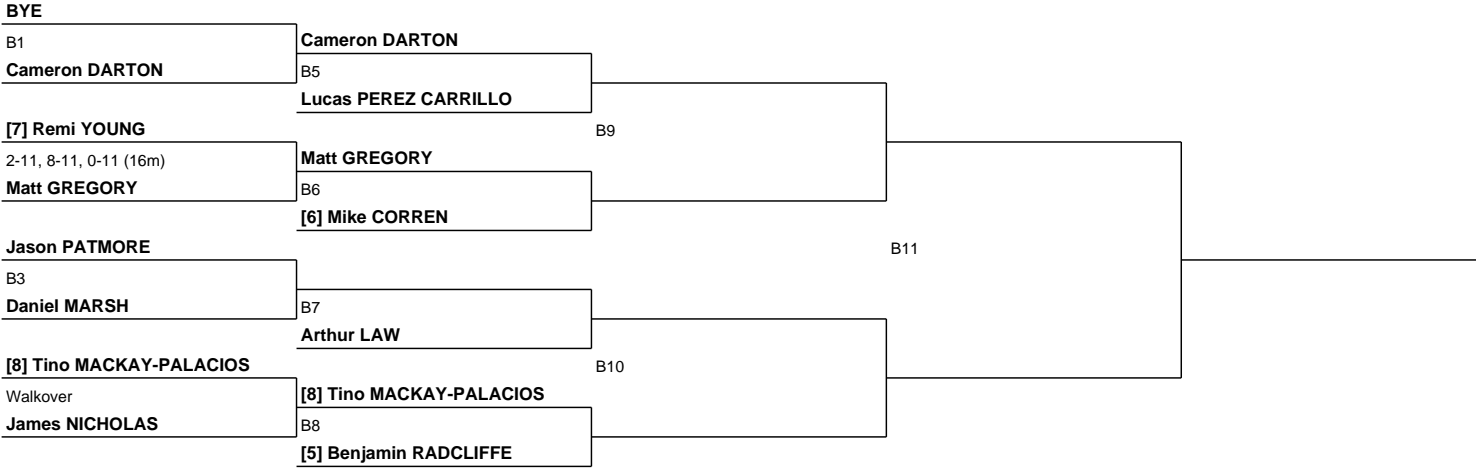 BYE
B1
Cameron DARTON
Cameron DARTON
B5
Lucas PEREZ CARRILLO
[7] Remi YOUNG
B9
2-11, 8-11, 0-11 (16m)
Matt GREGORY
Matt GREGORY
B6
[6] Mike CORREN
Jason PATMORE
B11
B3
Daniel MARSH
B7
Arthur LAW
[8] Tino MACKAY-PALACIOS
B10
Walkover
[8] Tino MACKAY-PALACIOS
James NICHOLAS
B8
[5] Benjamin RADCLIFFE